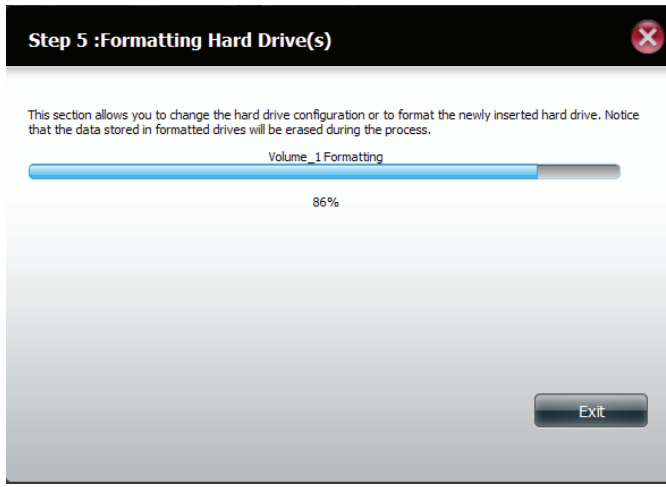 Step 5 :Formatting Hard Drive(s)
This section allows you to change the hard drive configuration or to format the newly inserted hard drive. Notice
that the data stored in formatted drives will be erased during the process.
Volume_1 Formatting
86%
Exit